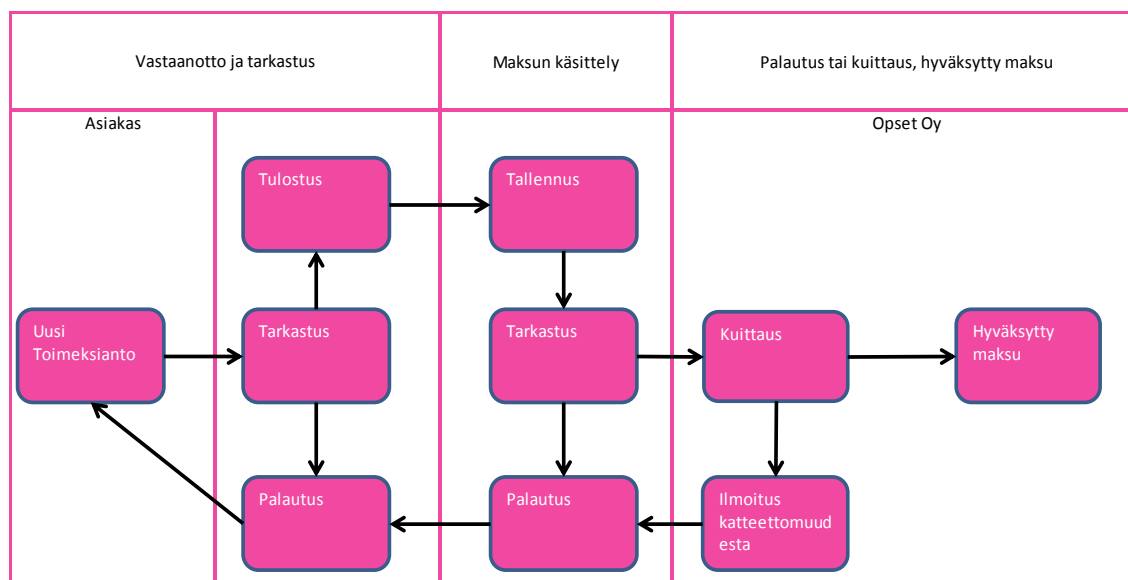 Vastaanotto ja tarkastus
Maksun käsittely
Palautus tai kuittaus, hyväksytty maksu
Asiakas
Opset Oy
Tulostus
Tallennus
Uusi
Toimeksianto
Tarkastus
Tarkastus
Kuittaus
Hyväksytty
maksu
Palautus
Palautus
Ilmoitus
katteettomuud
esta